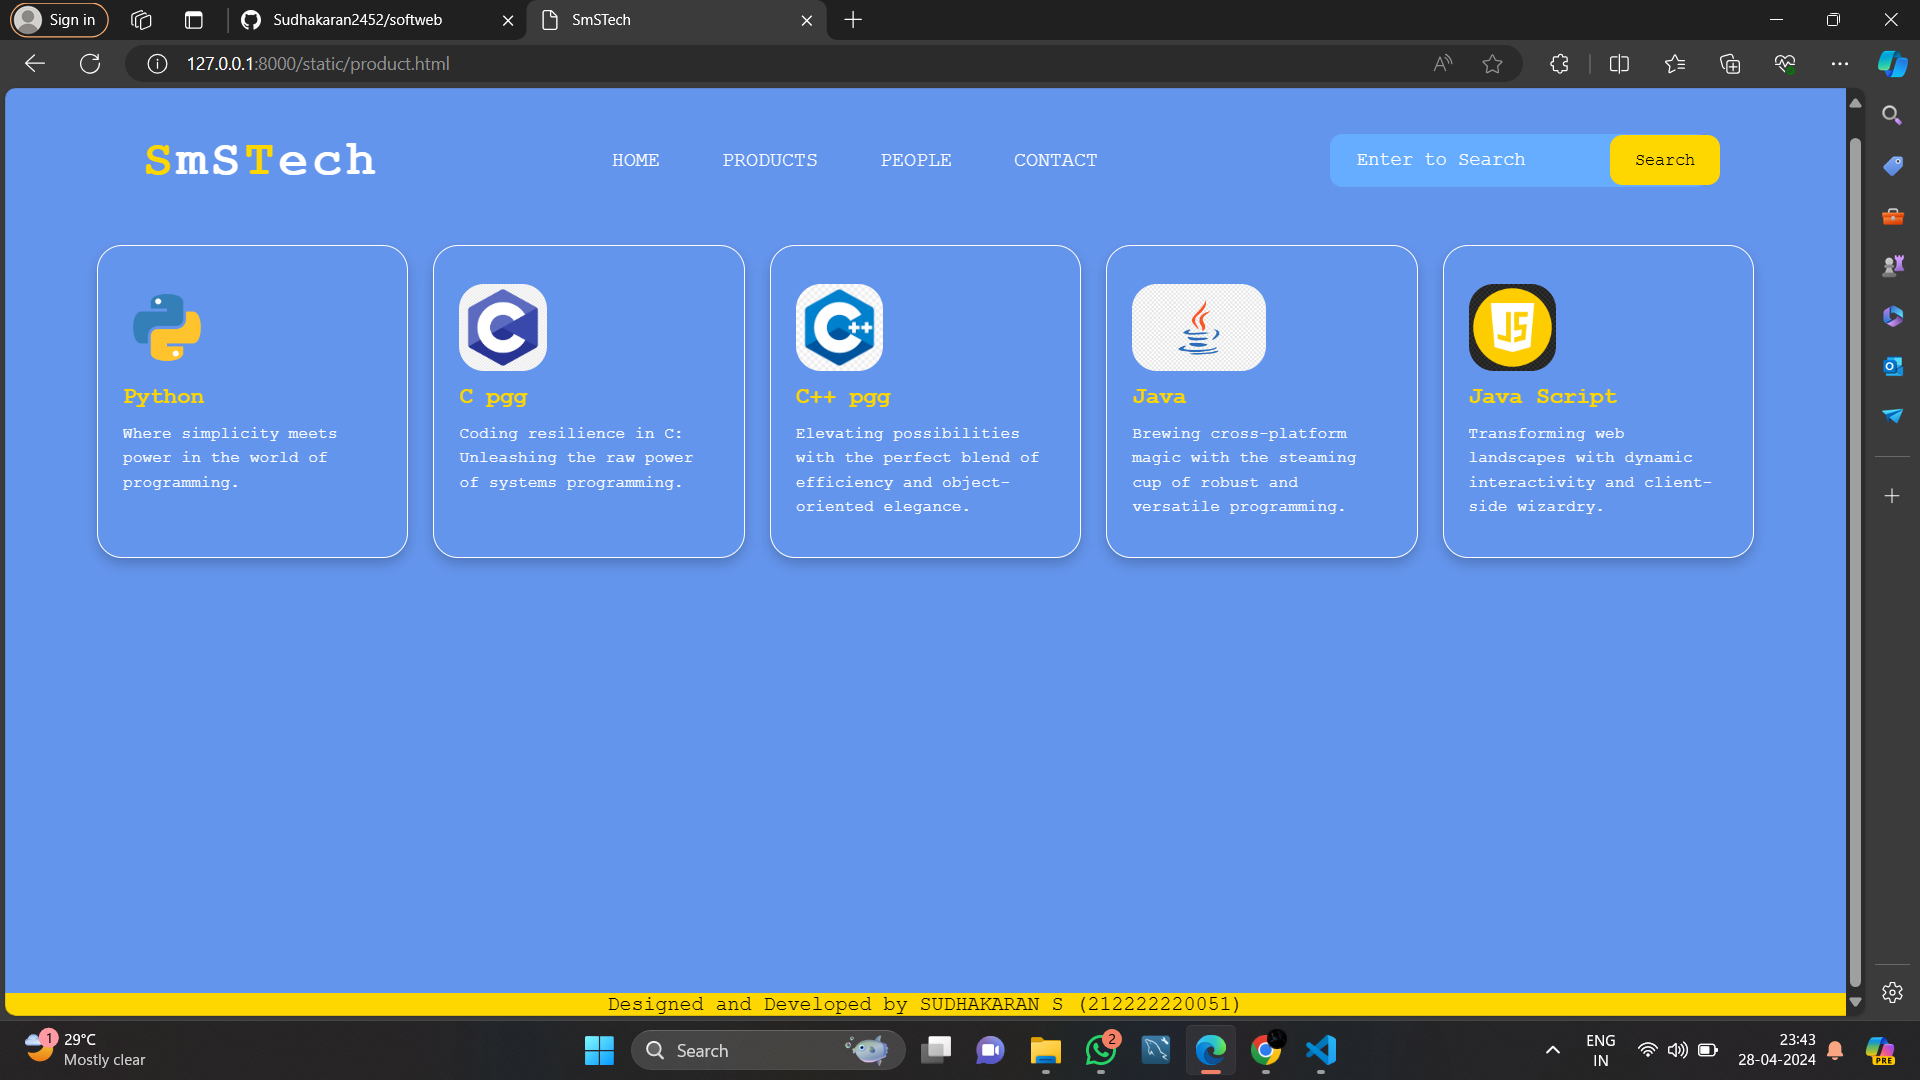 Sign in
Sudhakaran2452/softweb
SmSTech
127.0.0.1:8000/static/product.html
SmSTech
HOME PRODUCTS PEOPLE CONTACT
Enter to Search
Search
Python
Where simplicity meets
power in the world of
programming.
C pgg
Coding resilience in C:
Unleashing the raw power
of systems programming.
C++
C++ pgg
Elevating possibilities
with the perfect blend of
efficiency and object-
oriented elegance.
Java
Brewing cross-platform
magic with the steaming
cup of robust and
versatile programming.
JS
Java Script
Transforming web
landscapes with dynamic
interactivity and client-
side wizardry.
Designed and Developed by SUDHAKARAN S (212222220051)
1
29°C
Mostly clear
Search
2
ENG
IN
23:43
28-04-2024
PRE